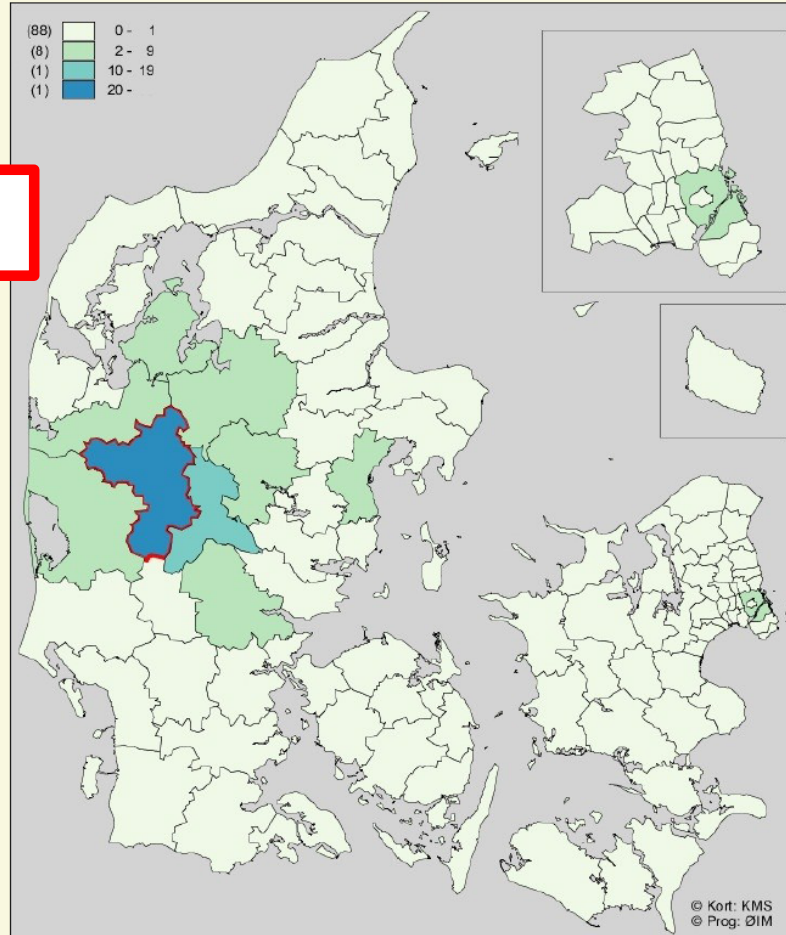 (88) 0 - 1
(8) 2 - 9
(1) 10 - 19
(1) 20 -
© Kort: KMS
© Prog: ØIM